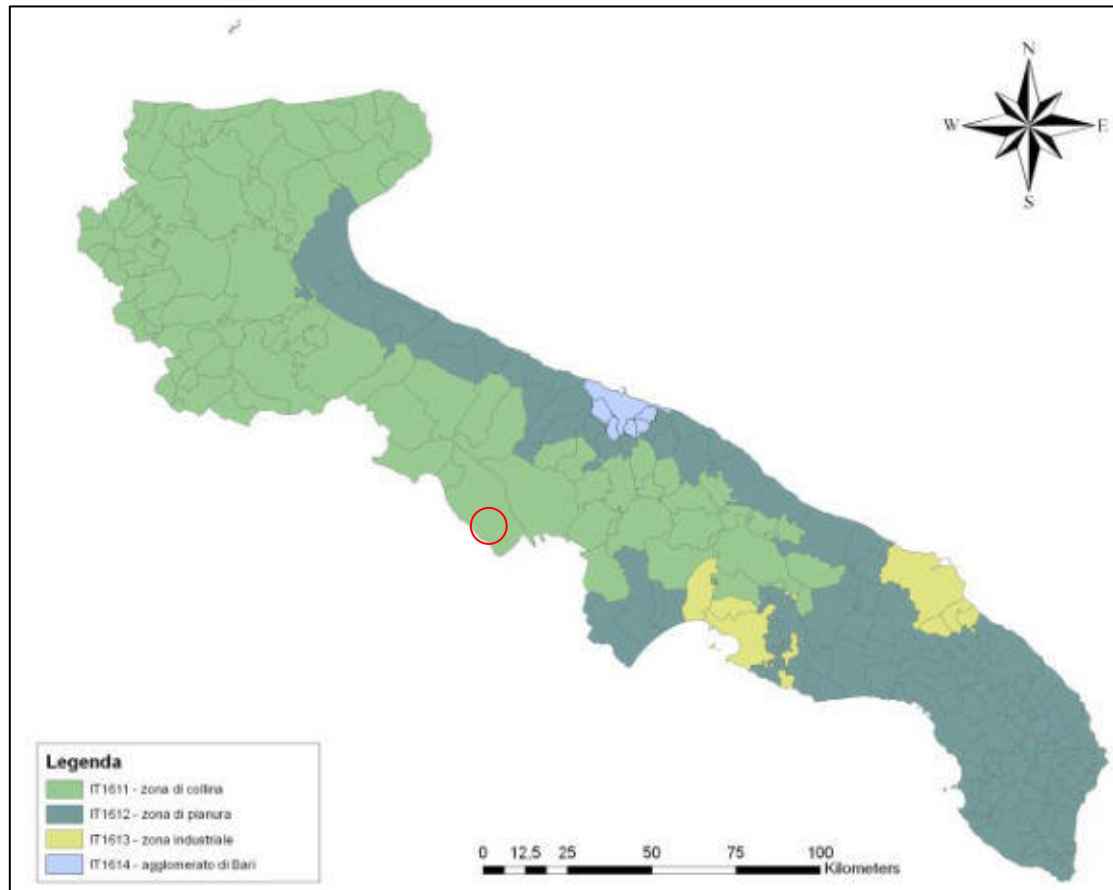 N
W
E
S
Legenda
IT1611 - zona di collina
IT1612 - zona di pianura
IT1613 - zona industriale
IT1614 - agglomerato di Bari
0 12,5 25 50 75 100
Kilometers